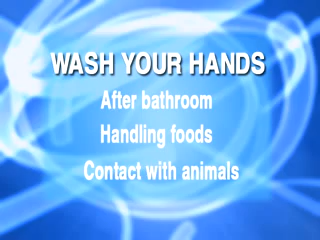 WASH YOUR HANDS
After bathroom
Handling foods
Contact with animals